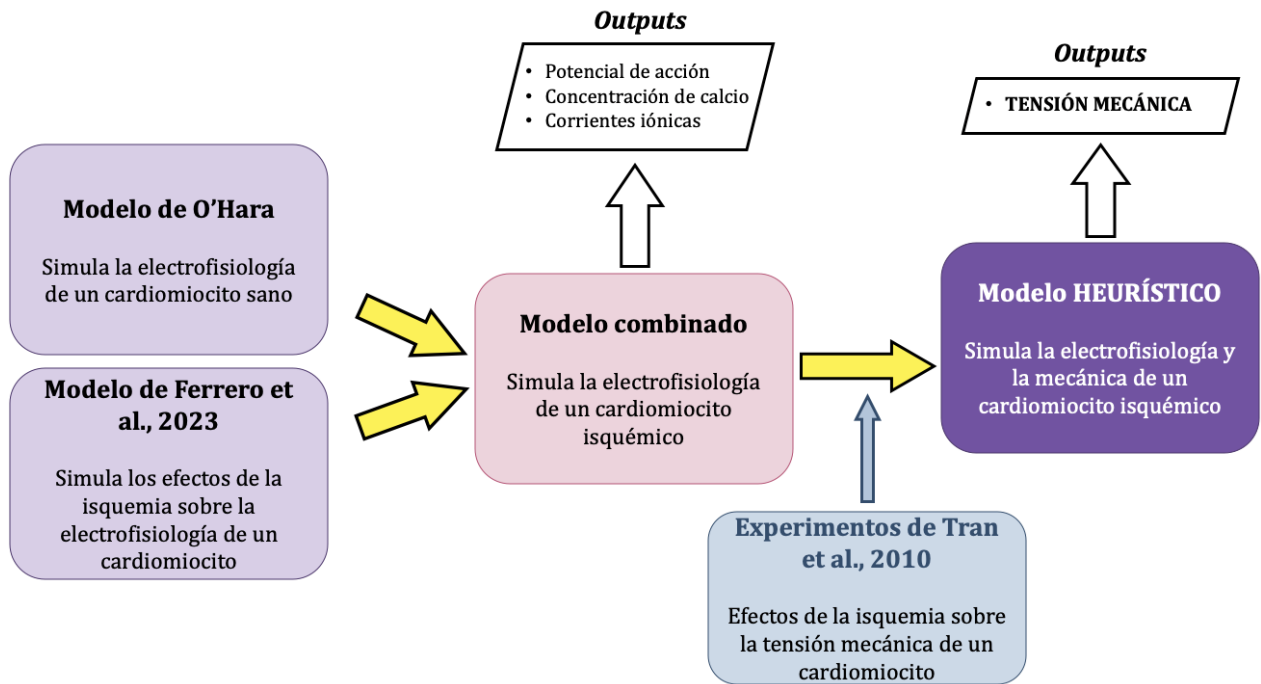 Outputs
• Potencial de acción
• Concentración de calcio
• Corrientes iónicas
Outputs
• TENSIÓN MECÁNICA
Modelo de O’Hara
Simula la electrofisiología
de un cardiomiocito sano
Modelo de Ferrero et
al., 2023
Simula los efectos de la
isquemia sobre la
electrofisiología de un
cardiomiocito
Modelo combinado
Simula la electrofisiología
de un cardiomiocito
isquémico
Modelo HEURÍSTICO
Simula la electrofisiología y
la mecánica de un
cardiomiocito isquémico
Experimentos de Tran
et al., 2010
Efectos de la isquemia sobre
la tensión mecánica de un
cardiomiocito